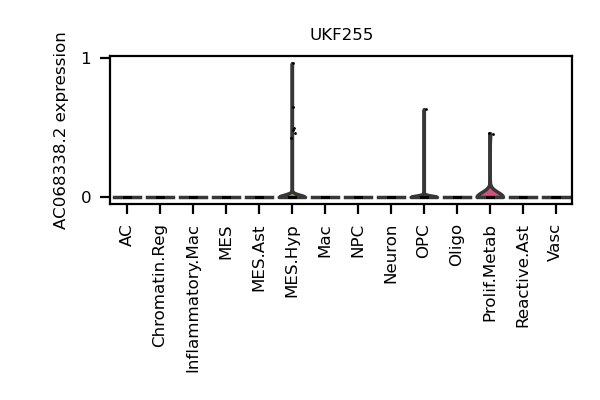 UKF255
AC068338.2 expression
1
0
AC
Chromatin.Reg
Inflammatory.Mac
MES
MES.Ast
MES.Hyp
Mac
NPC
Neuron
OPC
Oligo
Prolif.Metab
Reactive.Ast
Vasc